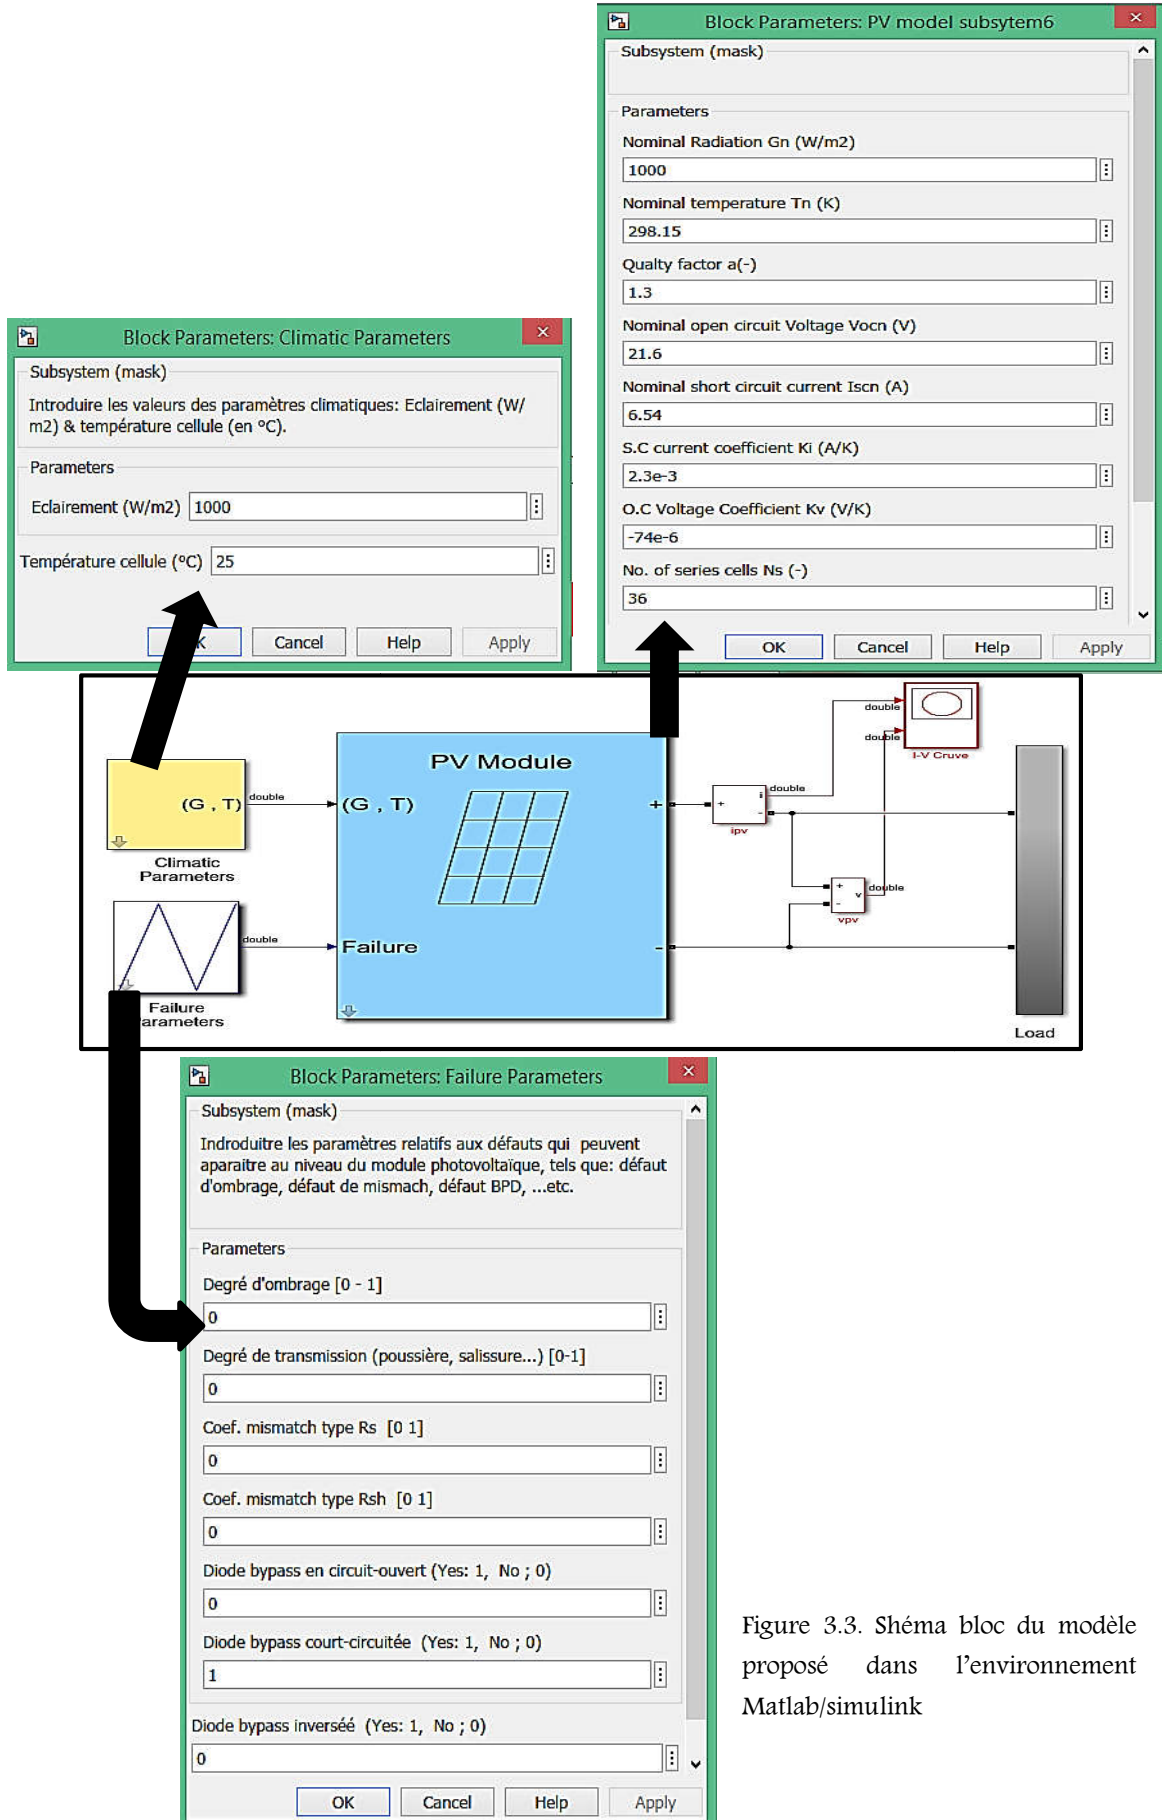 Block Parameters: PV model subsytem6
Subsystem (mask)
Parameters
Nominal Radiation Gn (W/m2)
1000
Nominal temperature Tn (K)
298.15
Qualty factor a(-)
1.3
Nominal open circuit Voltage Vocn (V)
21.6
Nominal short circuit current Iscn (A)
6.54
S.C current coefficient Ki (A/K)
2.3e-3
O.C Voltage Coefficient Kv (V/K)
-74e-6
No. of series cells Ns (-)
36
OK Cancel Help Apply
Block Parameters: Climatic Parameters
Subsystem (mask)
Introduire les valeurs des paramètres climatiques: Eclairement (W/
m2) & température cellule (en °C).
Parameters
Eclairement (W/m2) 1000
Température cellule (°C) 25
Cancel Help Apply
PV Module
(G , T)
double
(G , T)
+
Climatic
Parameters
double
Failure
-
Failure
Parameters
+
i
-
ipv
double
double
double
I-V Cruve
+
-
v
vpv
double
Load
Block Parameters: Failure Parameters
Subsystem (mask)
Indroduitre les paramètres relatifs aux défauts qui peuvent
aparaitre au niveau du module photovoltaïque, tels que: défaut
d'ombrage, défaut de mismach, défaut BPD, ...etc.
Parameters
Degré d'ombrage [0 - 1]
0
Degré de transmission (poussière, salissure...) [0-1]
0
Coef. mismatch type Rs [0 1]
0
Coef. mismatch type Rsh [0 1]
0
Diode bypass en circuit-ouvert (Yes: 1, No ; 0)
0
Diode bypass court-circuitée (Yes: 1, No ; 0)
1
Diode bypass inverséé (Yes: 1, No ; 0)
0
OK Cancel Help Apply
Figure 3.3. Shéma bloc du modèle
proposé dans l'environnement
Matlab/simulink